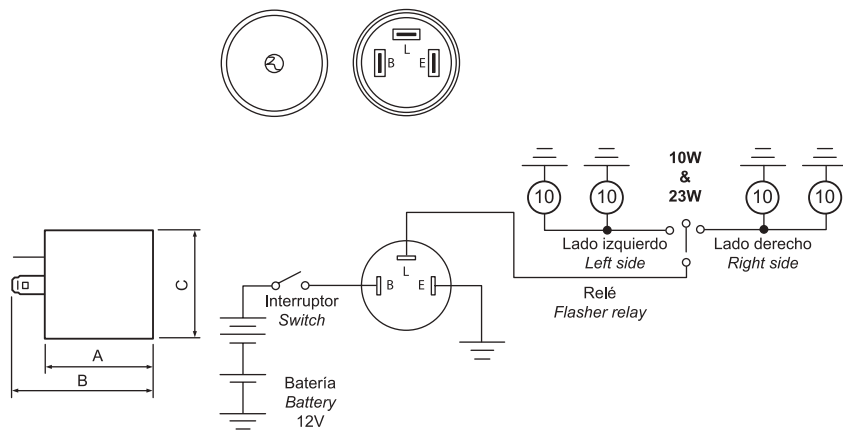 L
B E
10W
&
23W
10 10 10 10
Lado izquierdo
Left side
Lado derecho
Right side
L
B E
Interruptor
Switch
Relé
Flasher relay
C
A
B
Batería
Battery
12V